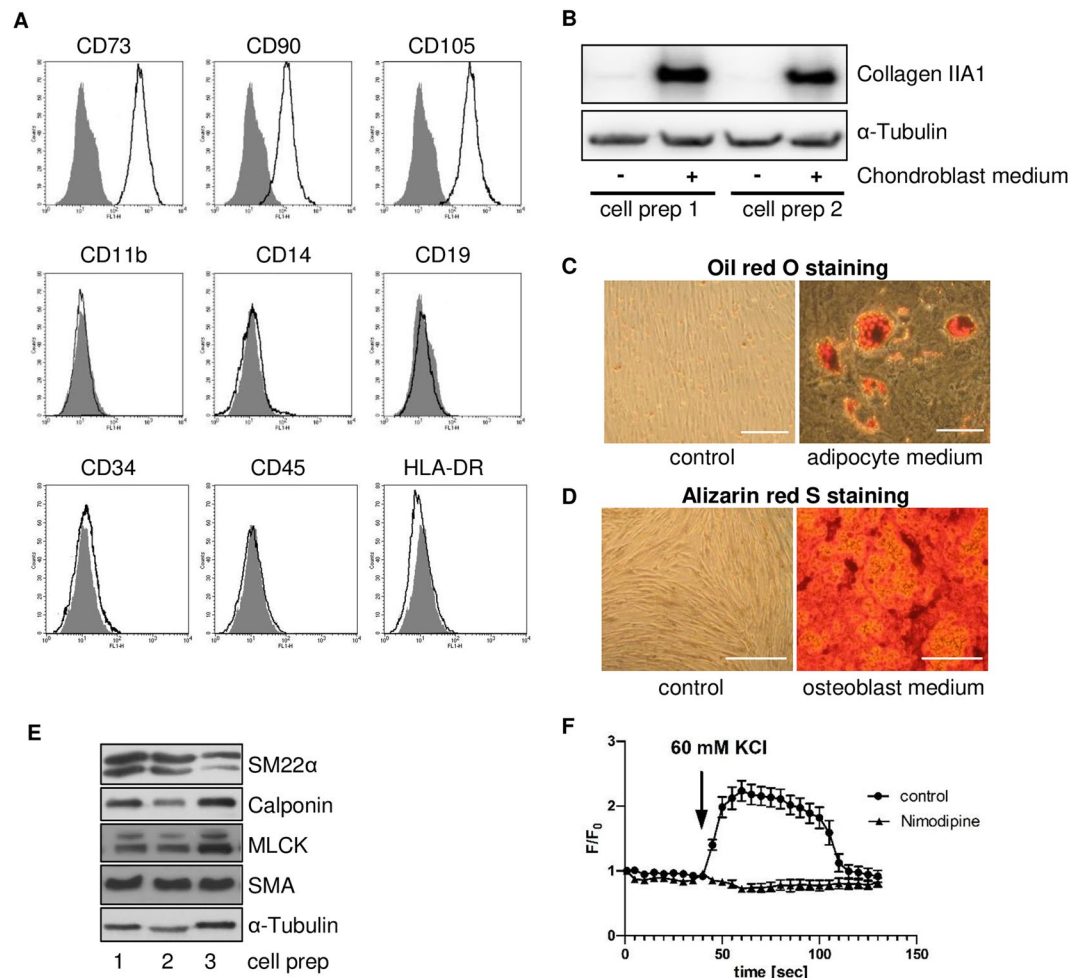 A
CD73
CD90
CD105
CD11b
CD14
CD19
CD34
CD45
HLA-DR
Counts
FL1-H
B
Collagen IIA1
α-Tubulin
- + - + Chondroblast medium
cell prep 1 cell prep 2
C
Oil red O staining
control adipocyte medium
D
Alizarin red S staining
control osteoblast medium
E
SM22α
Calponin
MLCK
SMA
α-Tubulin
1 2 3 cell prep
F
60 mM KCl
control
Nimodipine
F/F0
3
2
1
0
0 50 100 150
time [sec]